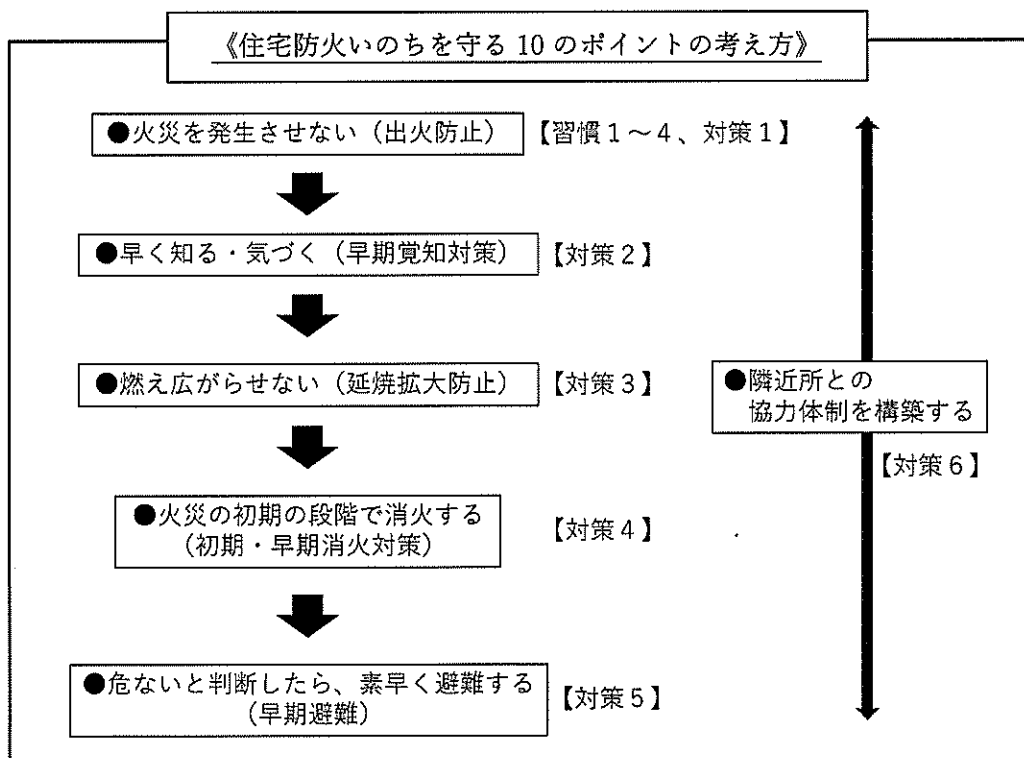 《住宅防火いのちを守る 10 のポイントの考え方》
●火災を発生させない（出火防止）
【習慣１～４、対策１】
●早く知る・気づく（早期覚知対策）
【対策２】
●燃え広がらせない（延焼拡大防止）
【対策３】
●隣近所との
協力体制を構築する
【対策６】
●火災の初期の段階で消火する
（初期・早期消火対策）
【対策４】
●危ないと判断したら、素早く避難する
（早期避難）
【対策５】